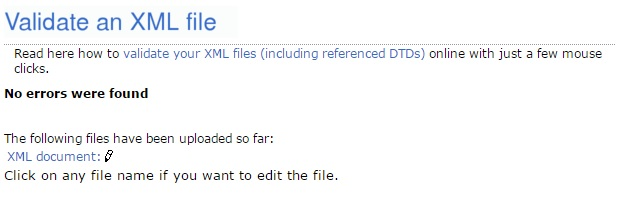 Validate an XML file
Read here how to validate your XML files (including referenced DTDs) online with just a few mouse
clicks.
No errors were found
The following files have been uploaded so far:
XML document:
Click on any file name if you want to edit the file.